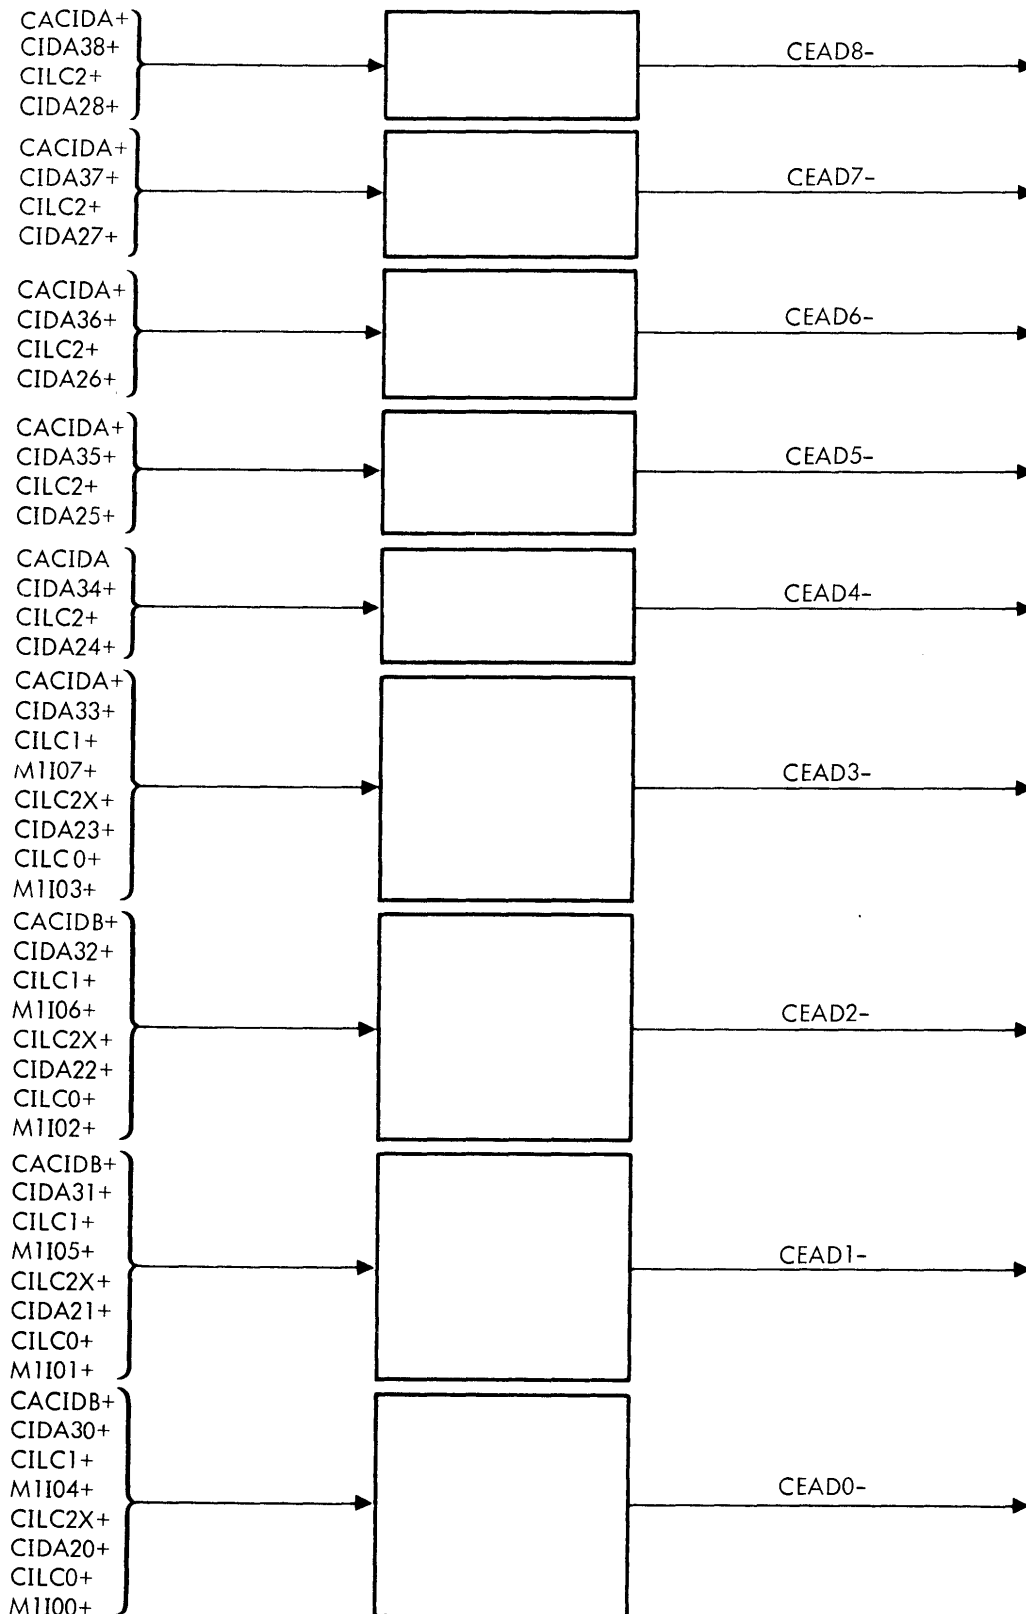 CACIDA+
CIDA38+
CILC2+
CIDA28+
CEAD8-
CACIDA+
CIDA37+
CILC2+
CIDA27+
CEAD7-
CACIDA+
CIDA36+
CILC2+
CIDA26+
CEAD6-
CACIDA+
CIDA35+
CILC2+
CIDA25+
CEAD5-
CACIDA
CIDA34+
CILC2+
CIDA24+
CEAD4-
CACIDA+
CIDA33+
CILC1+
M1I07+
CILC2X+
CIDA23+
CILC0+
M1I03+
CEAD3-
CACIDB+
CIDA32+
CILC1+
M1I06+
CILC2X+
CIDA22+
CILC0+
M1I02+
CEAD2-
CACIDB+
CIDA31+
CILC1+
M1I05+
CILC2X+
CIDA21+
CILC0+
M1I01+
CEAD1-
CACIDB+
CIDA30+
CILC1+
M1I04+
CILC2X+
CIDA20+
CILC0+
M1I00+
CEAD0-